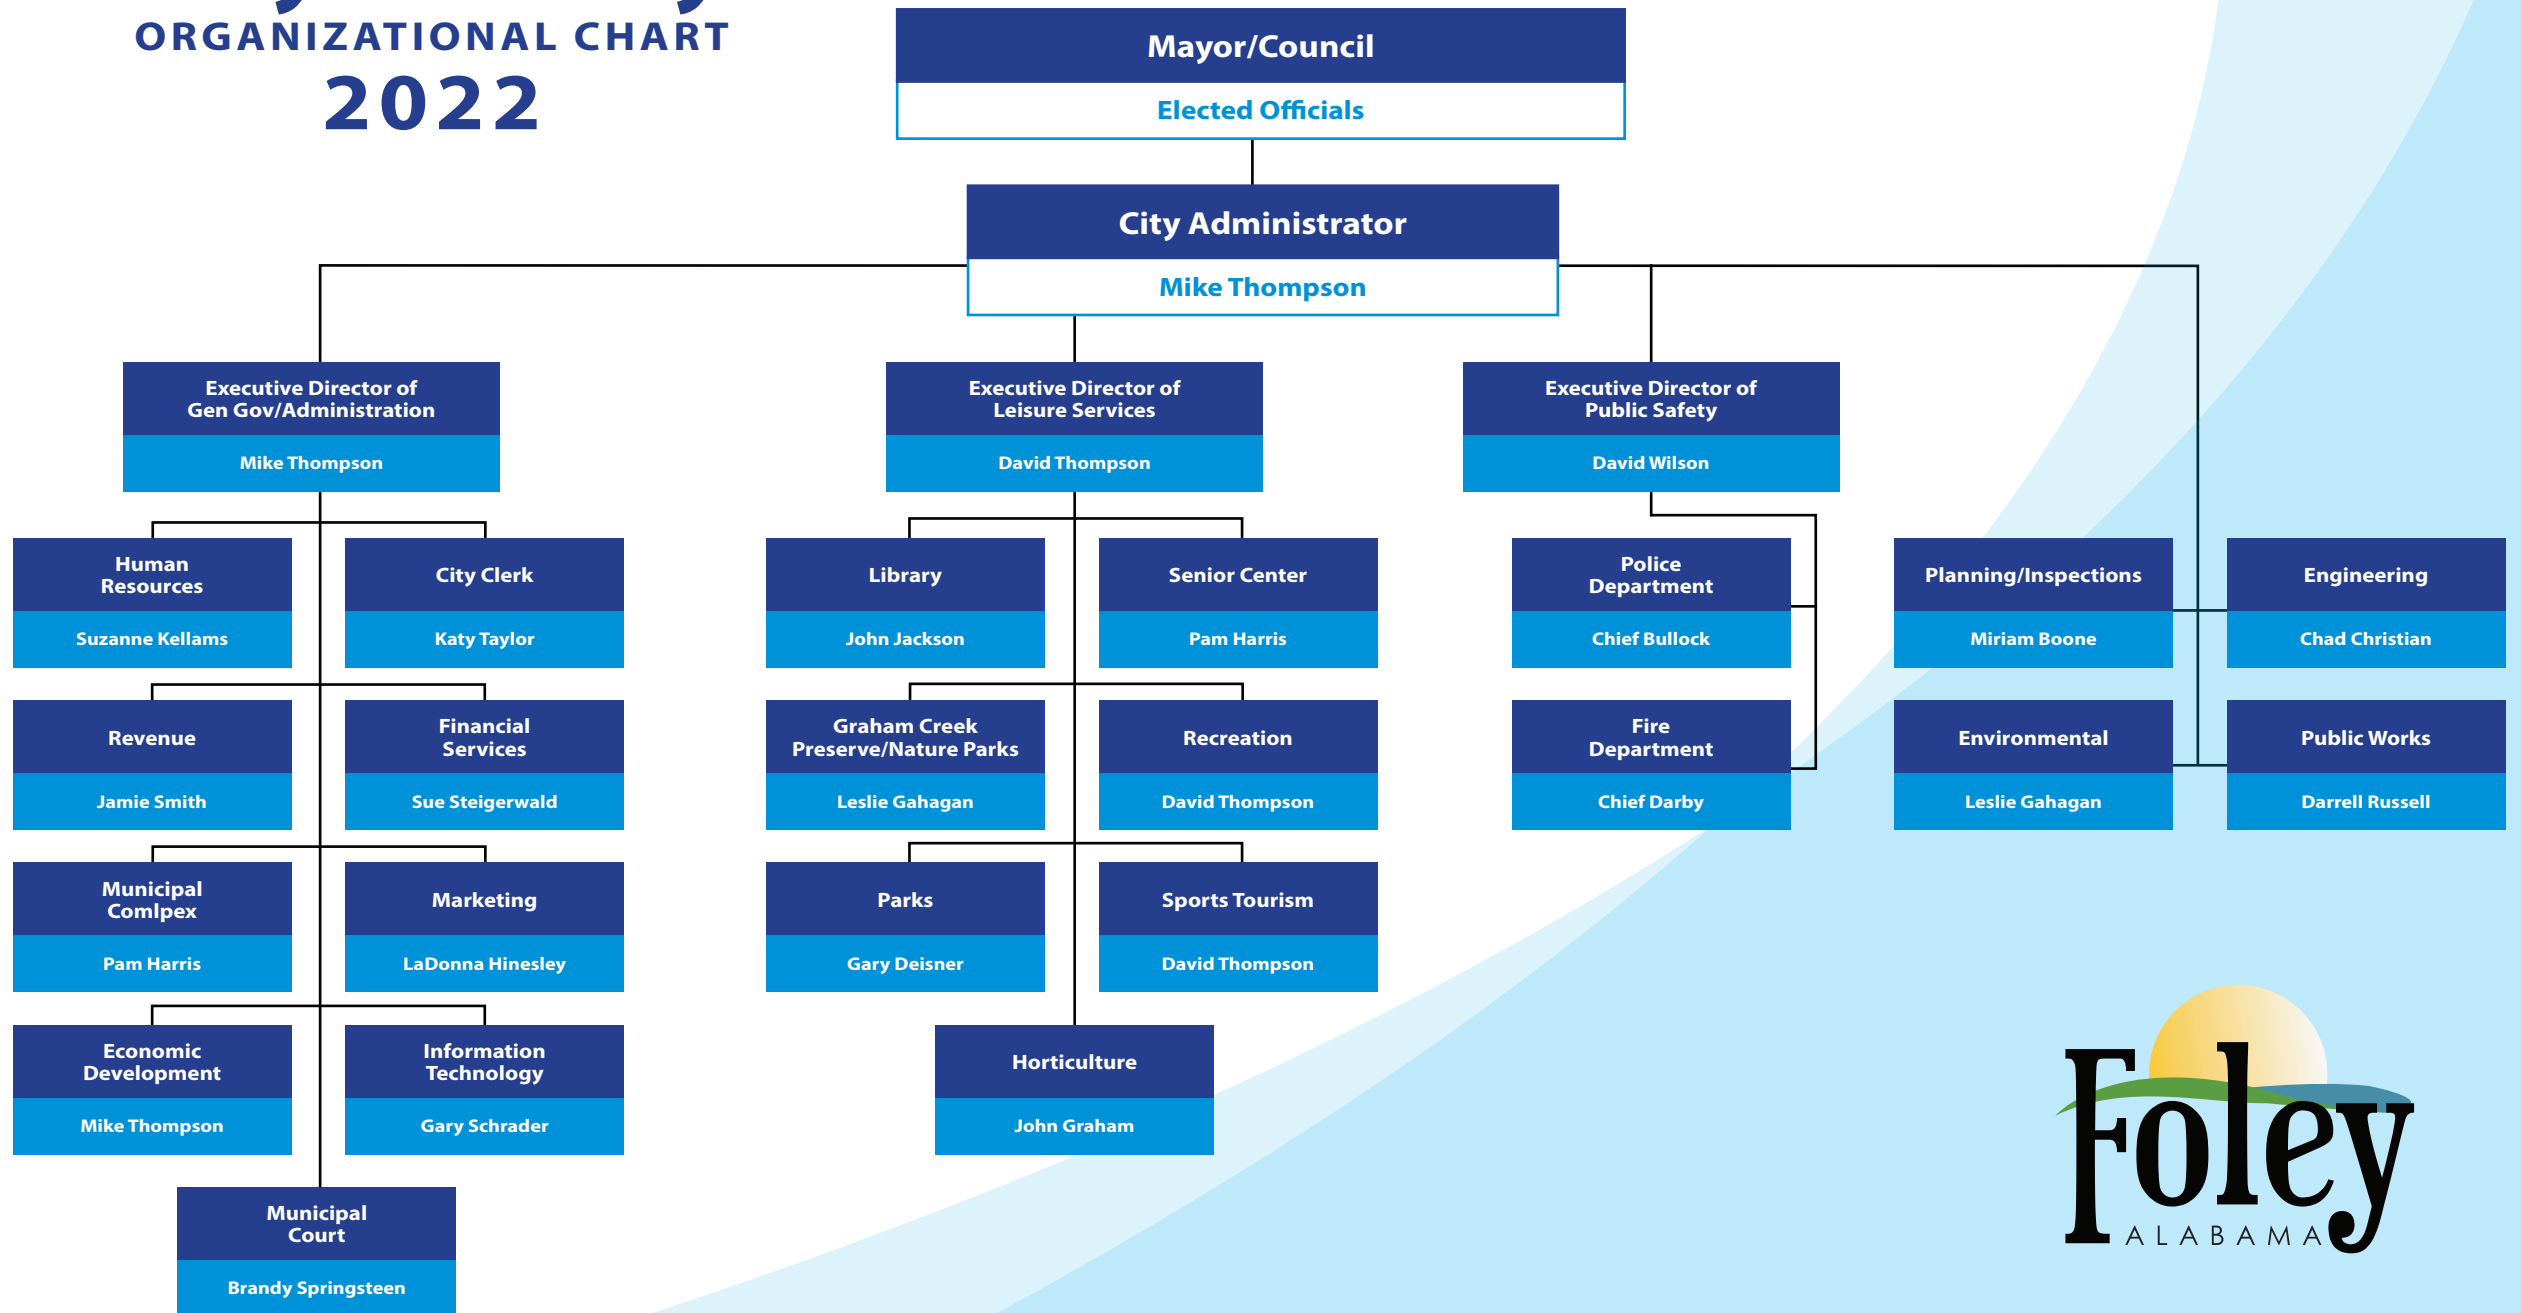 ORGANIZATIONAL CHART
2022
Mayor/Council
Elected Officials
City Administrator
Mike Thompson
Executive Director of
Gen Gov/Administration
Mike Thompson
Executive Director of
Leisure Services
David Thompson
Executive Director of
Public Safety
David Wilson
Human
Resources
Suzanne Kellams
City Clerk
Katy Taylor
Library
John Jackson
Senior Center
Pam Harris
Police
Department
Chief Bullock
Planning/Inspections
Miriam Boone
Engineering
Chad Christian
Revenue
Jamie Smith
Financial
Services
Sue Steigerwald
Graham Creek
Preserve/Nature Parks
Leslie Gahagan
Recreation
David Thompson
Fire
Department
Chief Darby
Environmental
Leslie Gahagan
Public Works
Darrell Russell
Municipal
Comlpex
Pam Harris
Marketing
LaDonna Hinesley
Parks
Gary Deisner
Sports Tourism
David Thompson
Economic
Development
Mike Thompson
Information
Technology
Gary Schrader
Horticulture
John Graham
Municipal
Court
Brandy Springsteen
Foley
ALABAMA